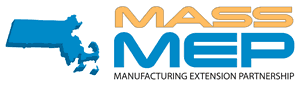 MASS
MEP
MANUFACTURING EXTENSION PARTNERSHIP